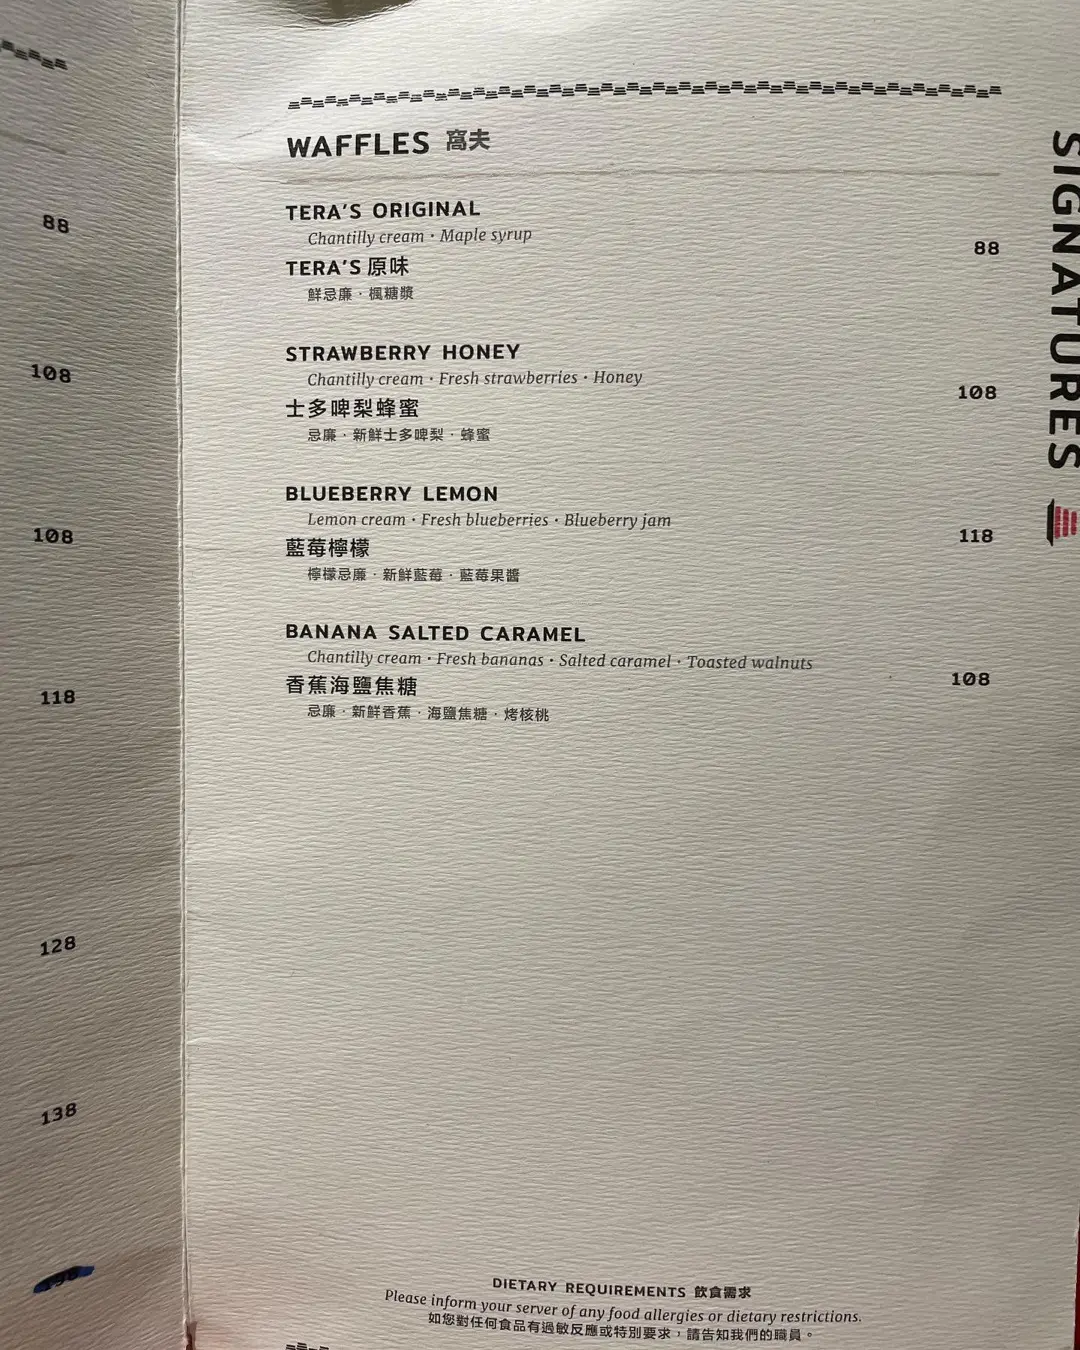 88
108
108
118
128
138
WAFFLES 窩夫
TERA'S ORIGINAL
Chantilly cream · Maple syrup
88
TERA'S 原味
鮮忌廉 · 楓糖漿
STRAWBERRY HONEY
Chantilly cream · Fresh strawberries · Honey
108
士多啤梨蜂蜜
忌廉 · 新鮮士多啤梨 · 蜂蜜
BLUEBERRY LEMON
Lemon cream · Fresh blueberries · Blueberry jam
118
藍莓檸檬
檸檬忌廉 · 新鮮藍莓 · 藍莓果醬
BANANA SALTED CARAMEL
Chantilly cream · Fresh bananas · Salted caramel · Toasted walnuts
108
香蕉海鹽焦糖
忌廉 · 新鮮香蕉 · 海鹽焦糖 · 烤核桃
SIGNATURES
DIETARY REQUIREMENTS 飲食需求
Please inform your server of any food allergies or dietary restrictions.
如您對任何食品有過敏反應或特別要求，請告知我們的職員。